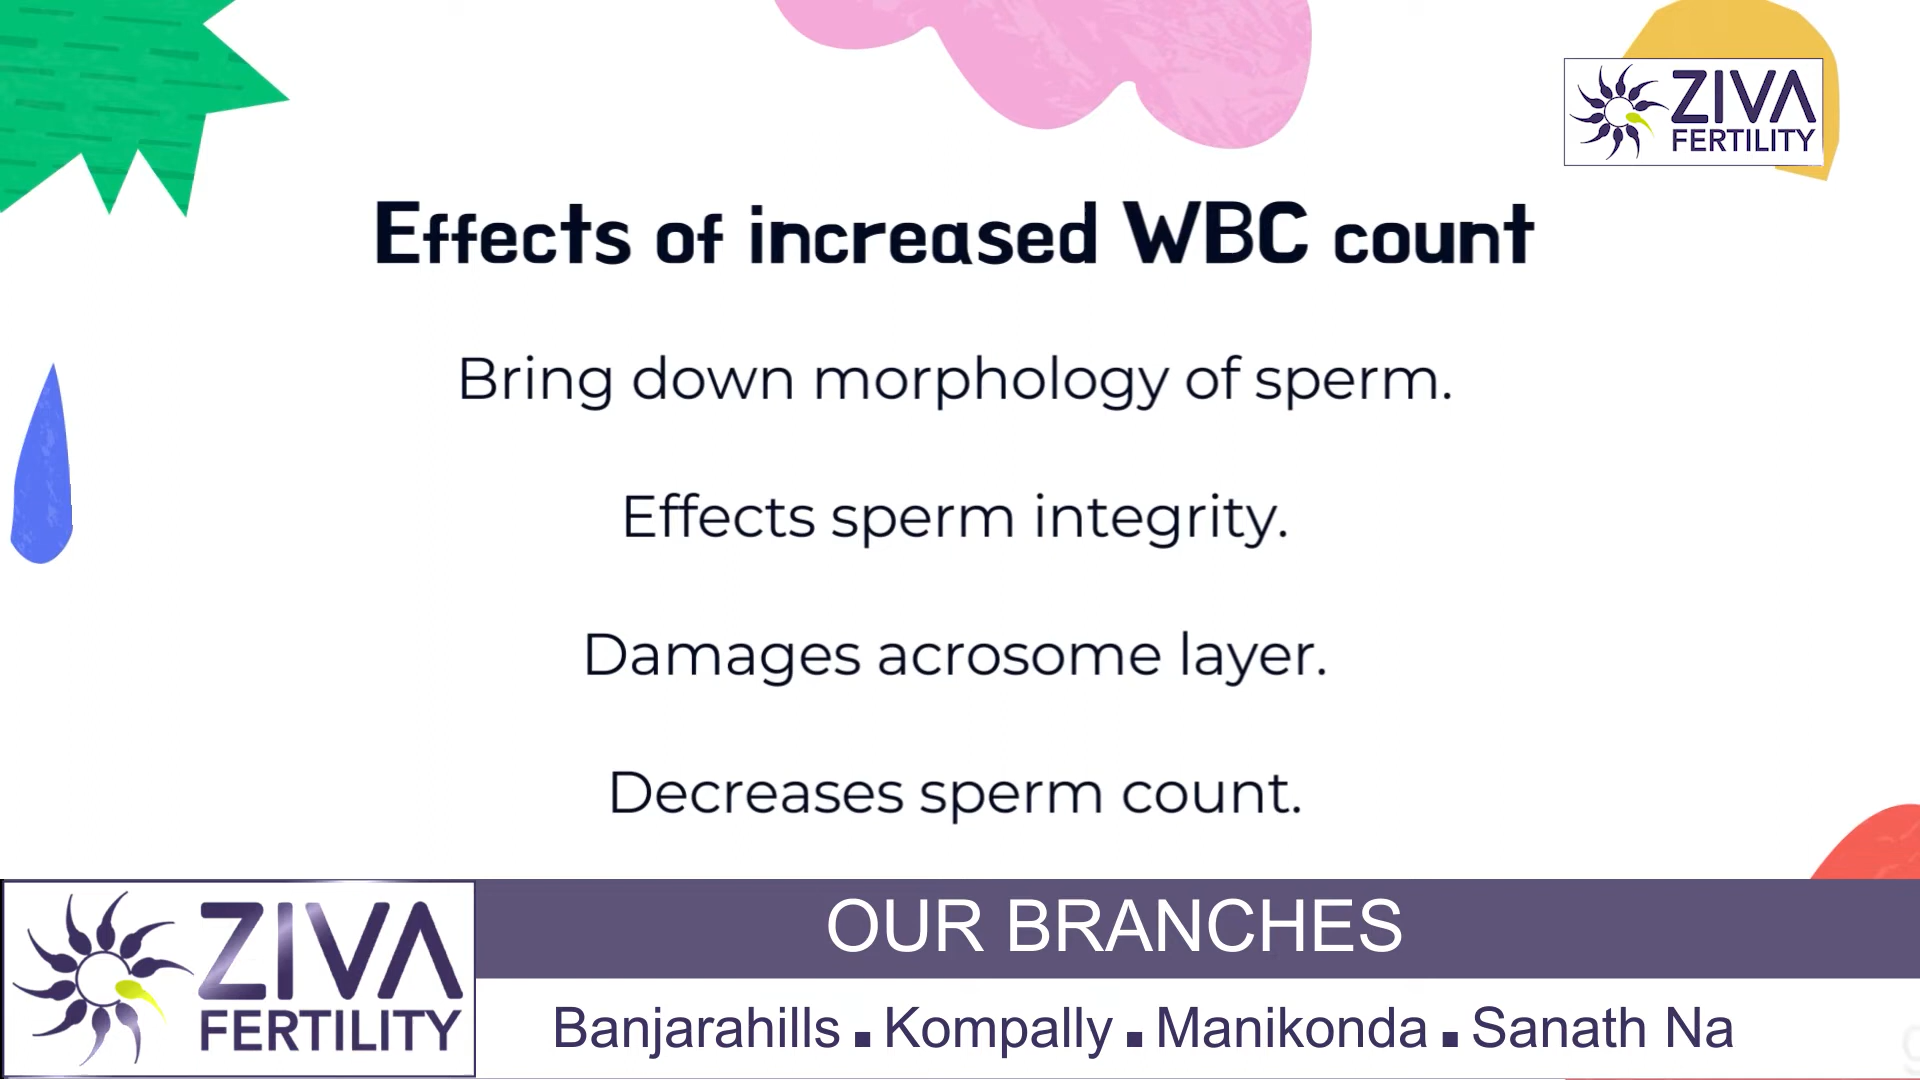 ZIVA
FERTILITY
Effects of increased WBC count
Bring down morphology of sperm.
Effects sperm integrity.
Damages acrosome layer.
Decreases sperm count.
ZIVA
FERTILITY
OUR BRANCHES
Banjarahills ▪ Kompally ▪ Manikonda ▪ Sanath Na